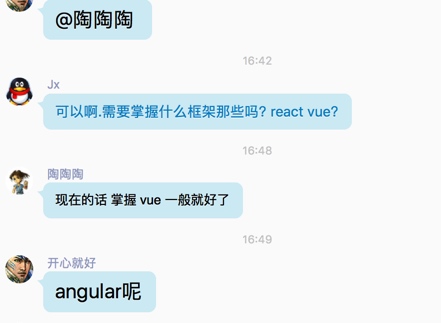 @陶陶陶
16:42
Jx
可以啊.需要掌握什么框架那些吗? react vue?
16:48
陶陶陶
现在的话 掌握 vue 一般就好了
16:49
开心就好
angular呢